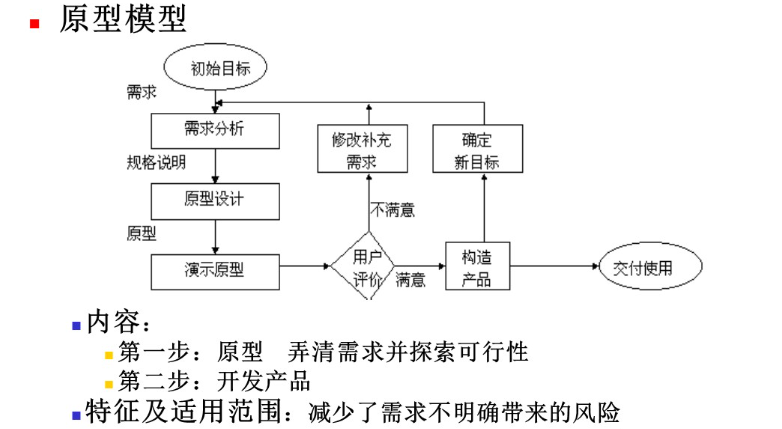 原型模型
初始目标
需求
需求分析
修改补充
需求
确定
新目标
规格说明
原型设计
不满意
原型
演示原型
用户
评价
满意
构造
产品
交付使用
内容：
第一步：原型 弄清需求并探索可行性
第二步：开发产品
特征及适用范围：减少了需求不明确带来的风险